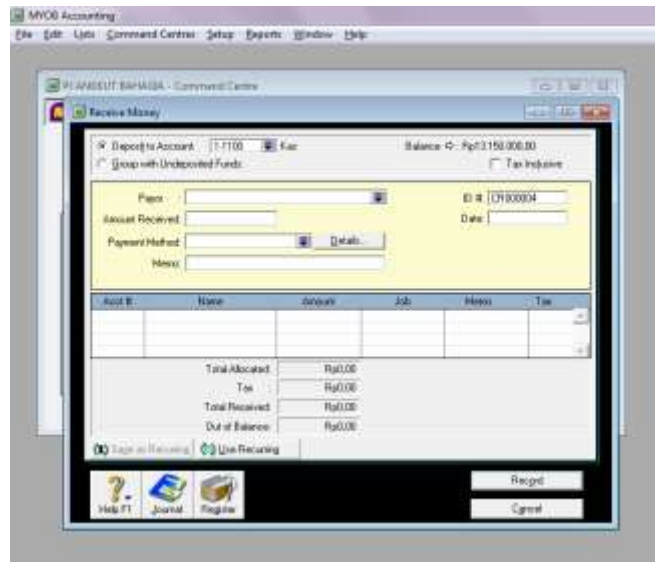 MYOB Accounting
File Edit Lists Command Centres Setup Reports Window Help
PJ ANGKUT BAHAGIA - Command Centre
Receive Money
Deposit to Account 1-1100 Kas Balance Rp13.150.000,00
Group with Undeposited Funds Tax Inclusive
Payor : ID #: CR000004
Amount Received: Date:
Payment Method: Details...
Memo:
Acct # Name Amount Job Memo Tax
Total Allocated: Rp0,00
Tax : Rp0,00
Total Received: Rp0,00
Out of Balance: Rp0,00
Save as Recurring Use Recurring
Help F1 Journal Register Record
Cancel